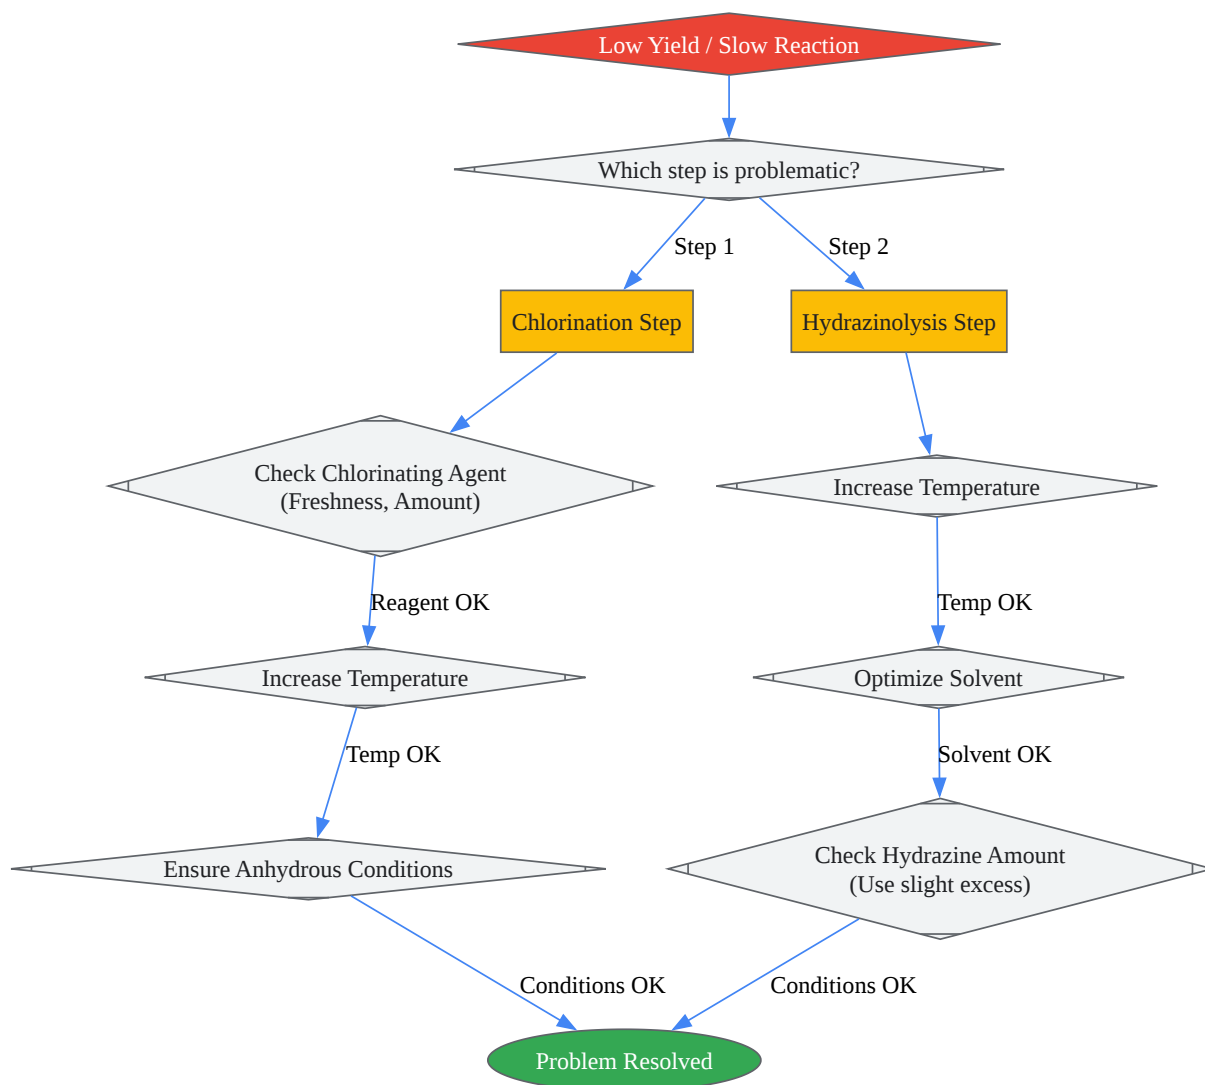 Low Yield / Slow Reaction
Which step is problematic?
Step 1
Step 2
Chlorination Step
Hydrazinolysis Step
Check Chlorinating Agent
(Freshness, Amount)
Increase Temperature
Reagent OK
Temp OK
Increase Temperature
Optimize Solvent
Temp OK
Solvent OK
Ensure Anhydrous Conditions
Check Hydrazine Amount
(Use slight excess)
Conditions OK
Conditions OK
Problem Resolved